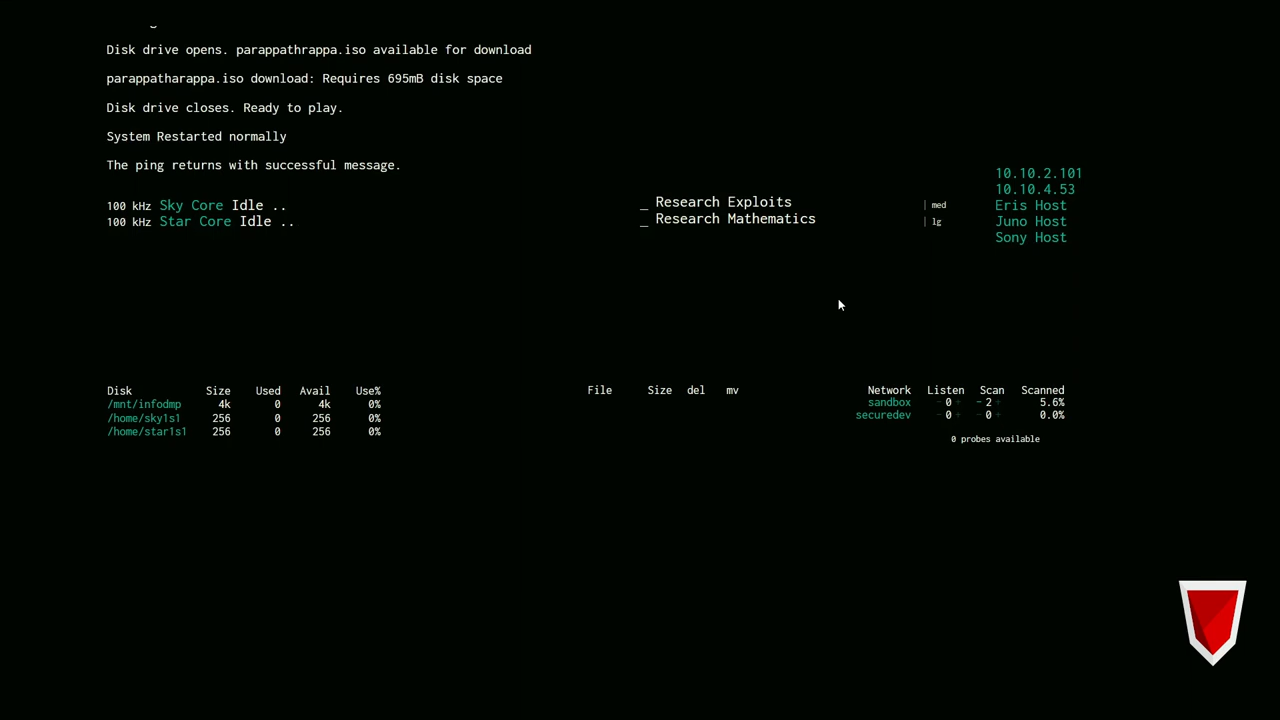 Disk drive opens. parappathrappa.iso available for download
parappatharappa.iso download: Requires 695mB disk space
Disk drive closes. Ready to play.
System Restarted normally
The ping returns with successful message.
100 kHz Sky Core Idle ..
100 kHz Star Core Idle ..
_ Research Exploits | med
_ Research Mathematics | lg
10.10.2.101
10.10.4.53
Eris Host
Juno Host
Sony Host
Disk Size Used Avail Use%
/mnt/infodmp 4k 0 4k 0%
/home/sky1s1 256 0 256 0%
/home/star1s1 256 0 256 0%
File Size del mv
Network Listen Scan Scanned
sandbox - 0 + - 2 + 5.6%
securedev - 0 + - 0 + 0.0%
0 probes available